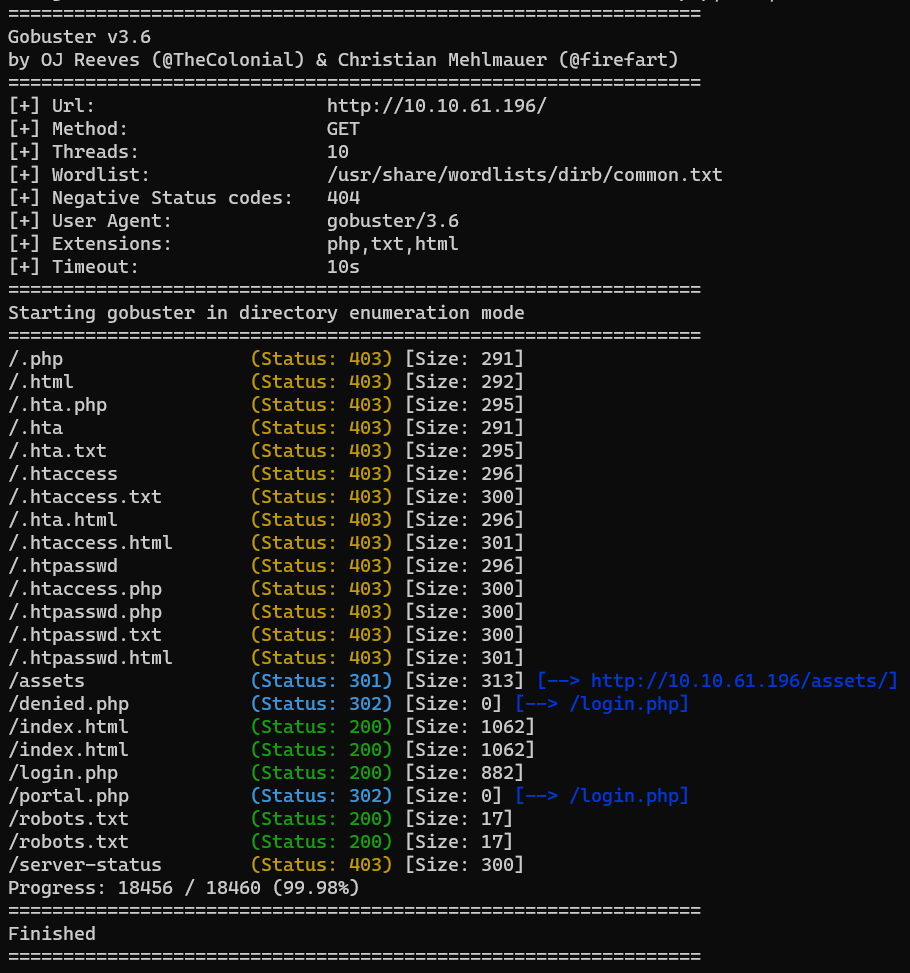 ===============================================================
Gobuster v3.6
by OJ Reeves (@TheColonial) & Christian Mehlmauer (@firefart)
===============================================================
[+] Url:                     http://10.10.61.196/
[+] Method:                  GET
[+] Threads:                 10
[+] Wordlist:                /usr/share/wordlists/dirb/common.txt
[+] Negative Status codes:   404
[+] User Agent:              gobuster/3.6
[+] Extensions:              php,txt,html
[+] Timeout:                 10s
===============================================================
Starting gobuster in directory enumeration mode
===============================================================
/.php                 (Status: 403) [Size: 291]
/.html                (Status: 403) [Size: 292]
/.hta.php             (Status: 403) [Size: 295]
/.hta                 (Status: 403) [Size: 291]
/.hta.txt             (Status: 403) [Size: 295]
/.htaccess            (Status: 403) [Size: 296]
/.htaccess.txt        (Status: 403) [Size: 300]
/.hta.html            (Status: 403) [Size: 296]
/.htaccess.html       (Status: 403) [Size: 301]
/.htpasswd            (Status: 403) [Size: 296]
/.htaccess.php        (Status: 403) [Size: 300]
/.htpasswd.php        (Status: 403) [Size: 300]
/.htpasswd.txt        (Status: 403) [Size: 300]
/.htpasswd.html       (Status: 403) [Size: 301]
/assets               (Status: 301) [Size: 313] [--> http://10.10.61.196/assets/]
/denied.php           (Status: 302) [Size: 0] [--> /login.php]
/index.html           (Status: 200) [Size: 1062]
/index.html           (Status: 200) [Size: 1062]
/login.php            (Status: 200) [Size: 882]
/portal.php           (Status: 302) [Size: 0] [--> /login.php]
/robots.txt           (Status: 200) [Size: 17]
/robots.txt           (Status: 200) [Size: 17]
/server-status        (Status: 403) [Size: 300]
Progress: 18456 / 18460 (99.98%)
===============================================================
Finished
===============================================================